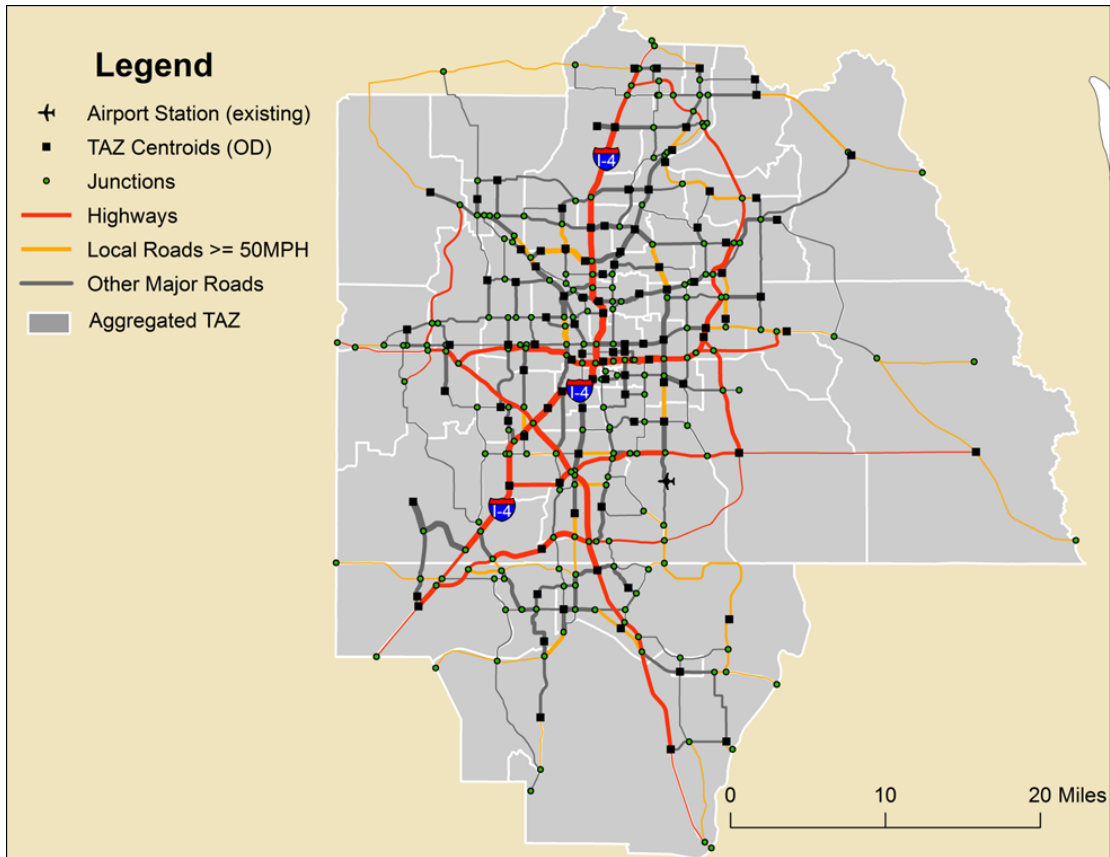 Legend
Airport Station (existing)
TAZ Centroids (OD)
Junctions
Highways
Local Roads >= 50MPH
Other Major Roads
Aggregated TAZ
I-4
I-4
I-4
0 10 20 Miles